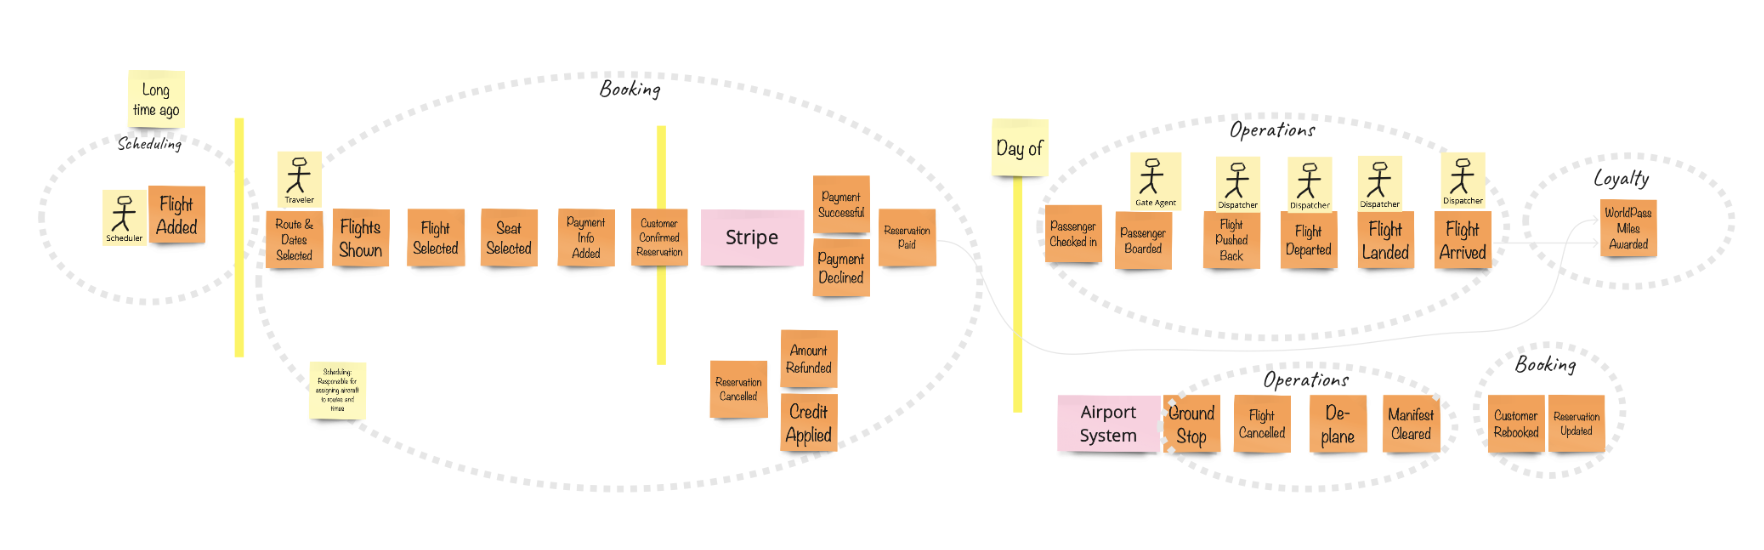 Long
time ago
Scheduling
Scheduler
Flight
Added
Booking
Traveler
Route &
Dates
Selected
Flights
Shown
Flight
Selected
Seat
Selected
Payment
Info
Added
Customer
Confirmed
Reservation
Stripe
Payment
Successful
Payment
Declined
Reservation
Paid
Scheduling:
Responsable for
assigning aircraft
to routes and
times
Reservation
Cancelled
Amount
Refunded
Credit
Applied
Day of
Operations
Passenger
Checked in
Gate Agent
Passenger
Boarded
Dispatcher
Flight
Pushed
Back
Dispatcher
Flight
Departed
Dispatcher
Flight
Landed
Dispatcher
Flight
Arrived
Loyalty
WorldPass
Miles
Awarded
Operations
Airport
System
Ground
Stop
Flight
Cancelled
De-
plane
Manifest
Cleared
Booking
Customer
Rebooked
Reservation
Updated